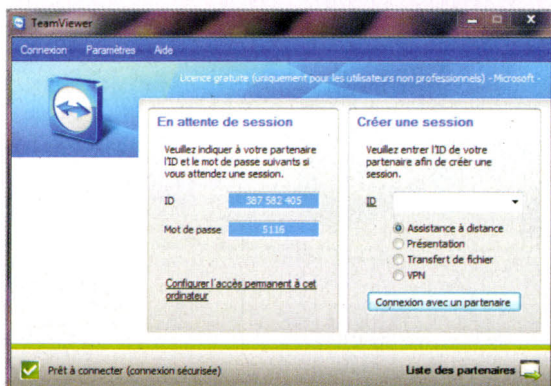 TeamViewer
Connexion Paramètres Aide
Licence gratuite (uniquement pour les utilisateurs non professionnels) - Microsoft -
En attente de session
Veuillez indiquer à votre partenaire
l'ID et le mot de passe suivants si
vous attendez une session.
ID 387 582 405
Mot de passe 5116
Configurer l'accès permanent à cet
ordinateur
Créer une session
Veuillez entrer l'ID de votre
partenaire afin de créer une
session.
ID
Assistance à distance
Présentation
Transfert de fichier
VPN
Connexion avec un partenaire
Prêt à connecter (connexion sécurisée)
Liste des partenaires